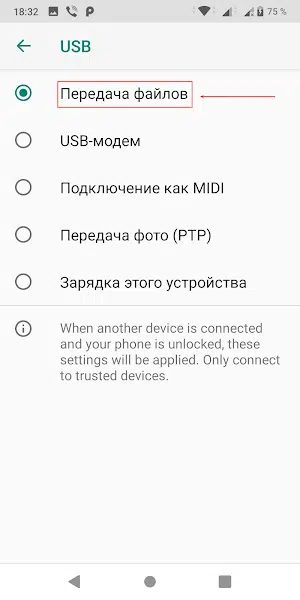 18:32
75 %
USB
Передача файлов
USB-модем
Подключение как MIDI
Передача фото (PTP)
Зарядка этого устройства
When another device is connected
and your phone is unlocked, these
settings will be applied. Only connect
to trusted devices.